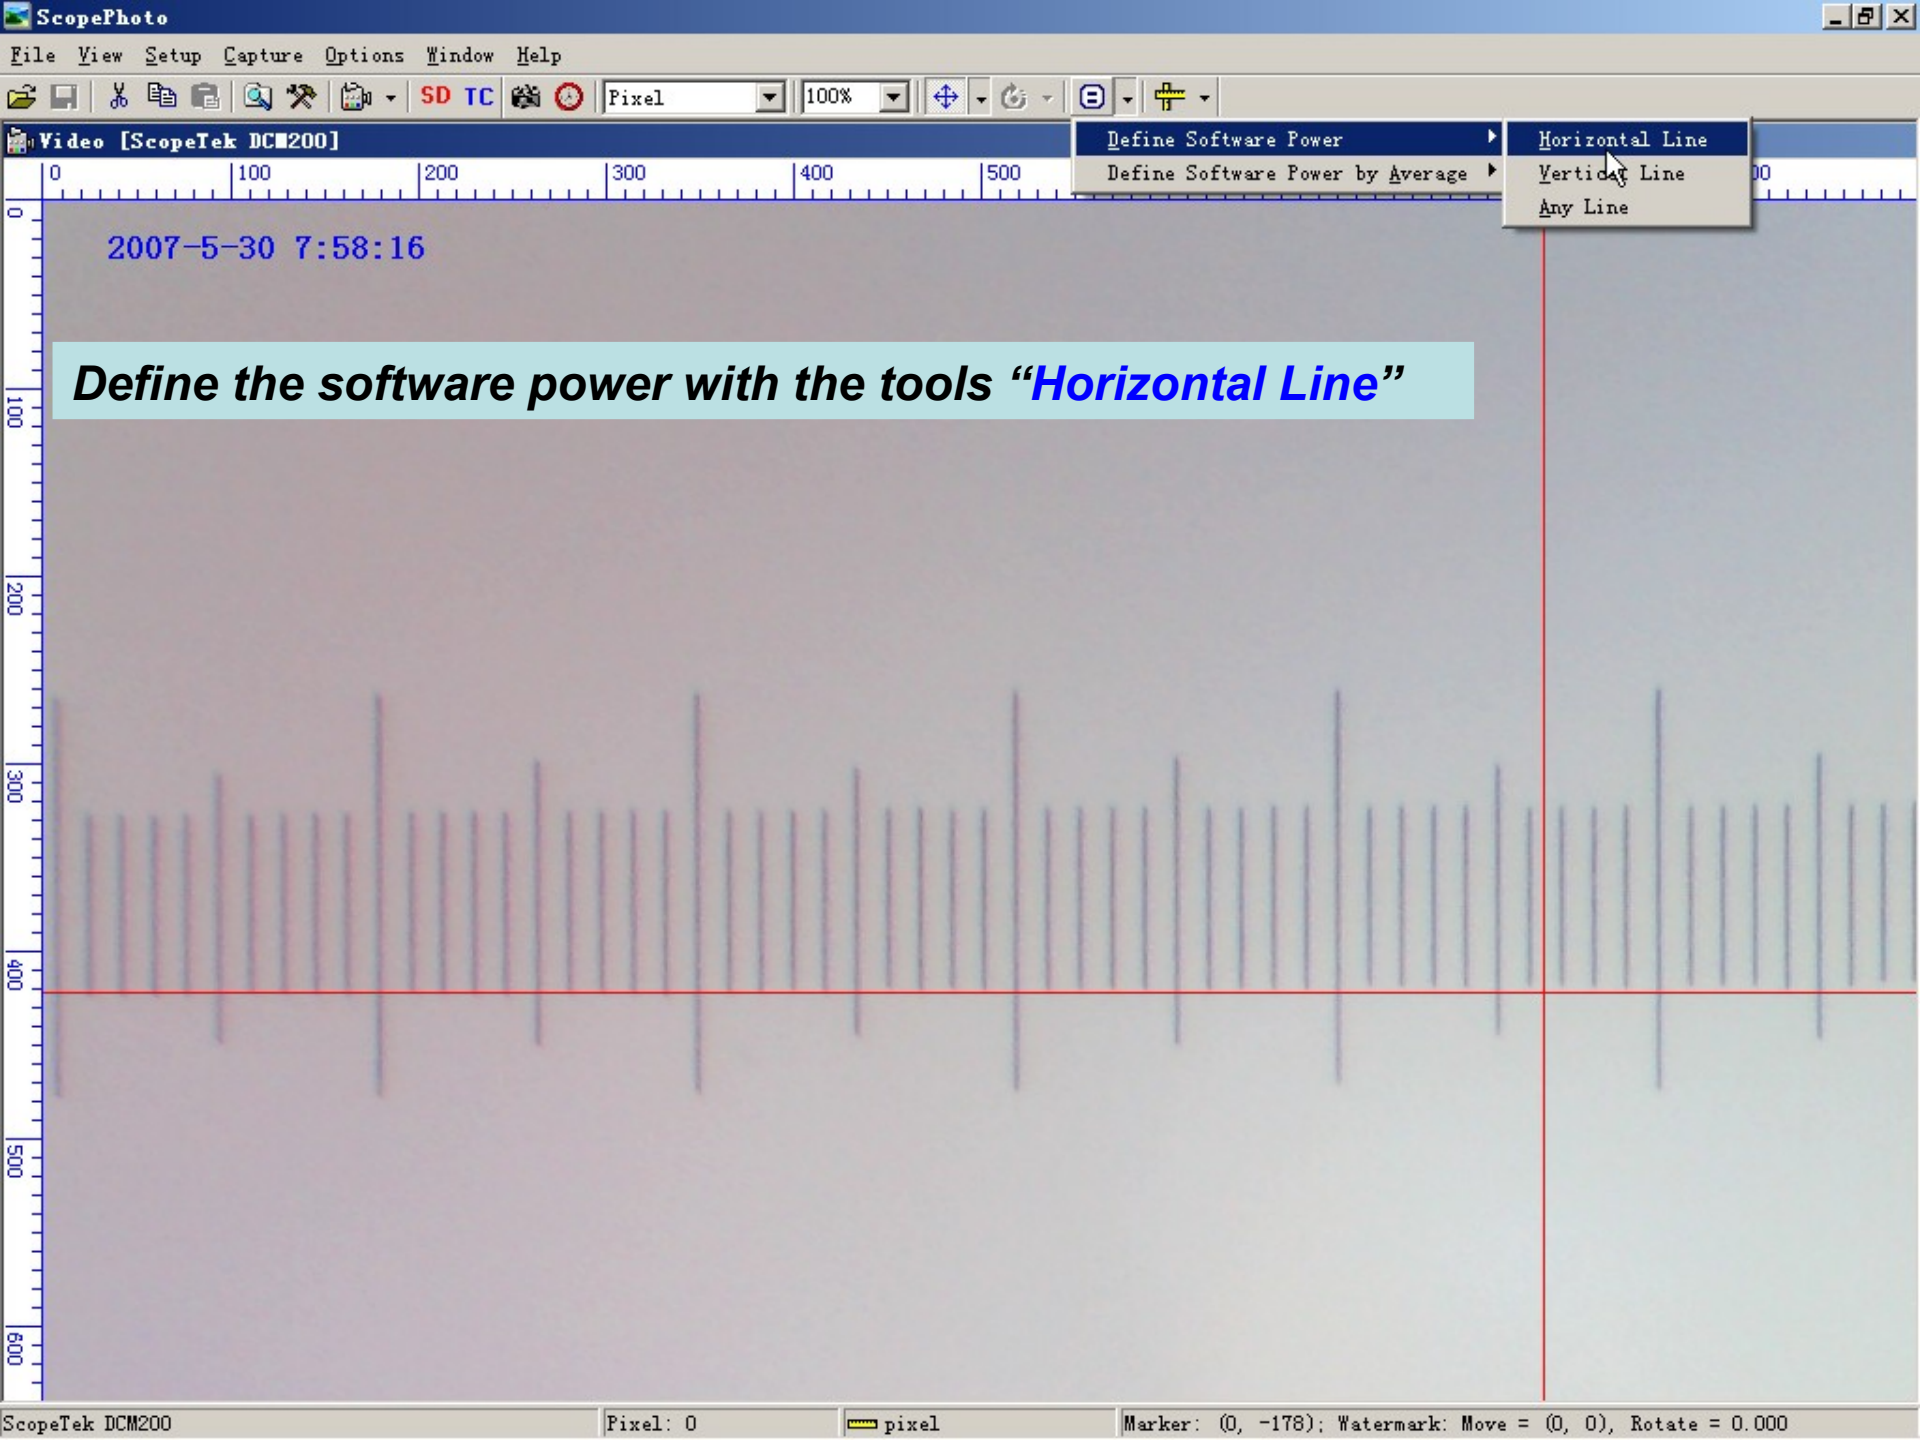 ScopePhoto
File View Setup Capture Options Window Help
SD TC Pixel 100%
Video [ScopeTek DCM200]
Define Software Power
Define Software Power by Average
Horizontal Line
Vertical Line
Any Line
0 100 200 300 400 500
0
100
200
300
400
500
600
2007-5-30 7:58:16
Define the software power with the tools “Horizontal Line”
ScopeTek DCM200 Pixel: 0 pixel Marker: (0, -178); Watermark: Move = (0, 0), Rotate = 0.000